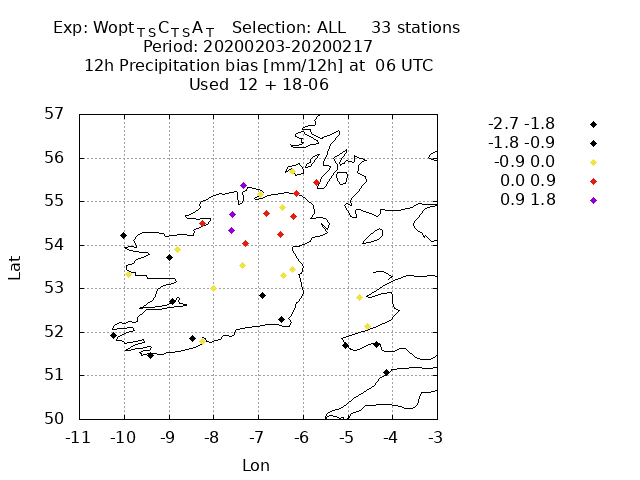 Exp: Wopt_TS C_TS A_T Selection: ALL 33 stations
Period: 20200203-20200217
12h Precipitation bias [mm/12h] at 06 UTC
Used 12 + 18-06
57
56
55
54
53
52
51
50
-11 -10 -9 -8 -7 -6 -5 -4 -3
Lat
Lon
-2.7 -1.8
-1.8 -0.9
-0.9 0.0
0.0 0.9
0.9 1.8